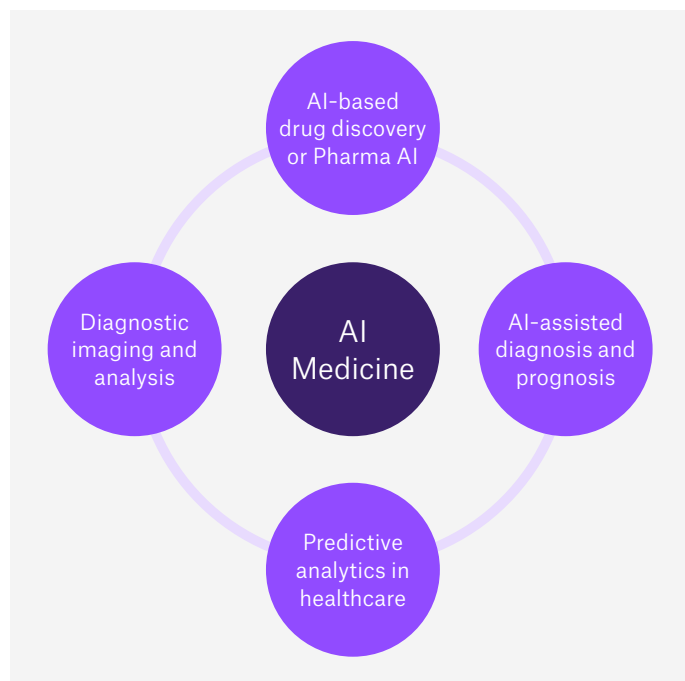 AI-based
drug discovery
or Pharma AI
Diagnostic
imaging and
analysis
AI
Medicine
AI-assisted
diagnosis and
prognosis
Predictive
analytics in
healthcare